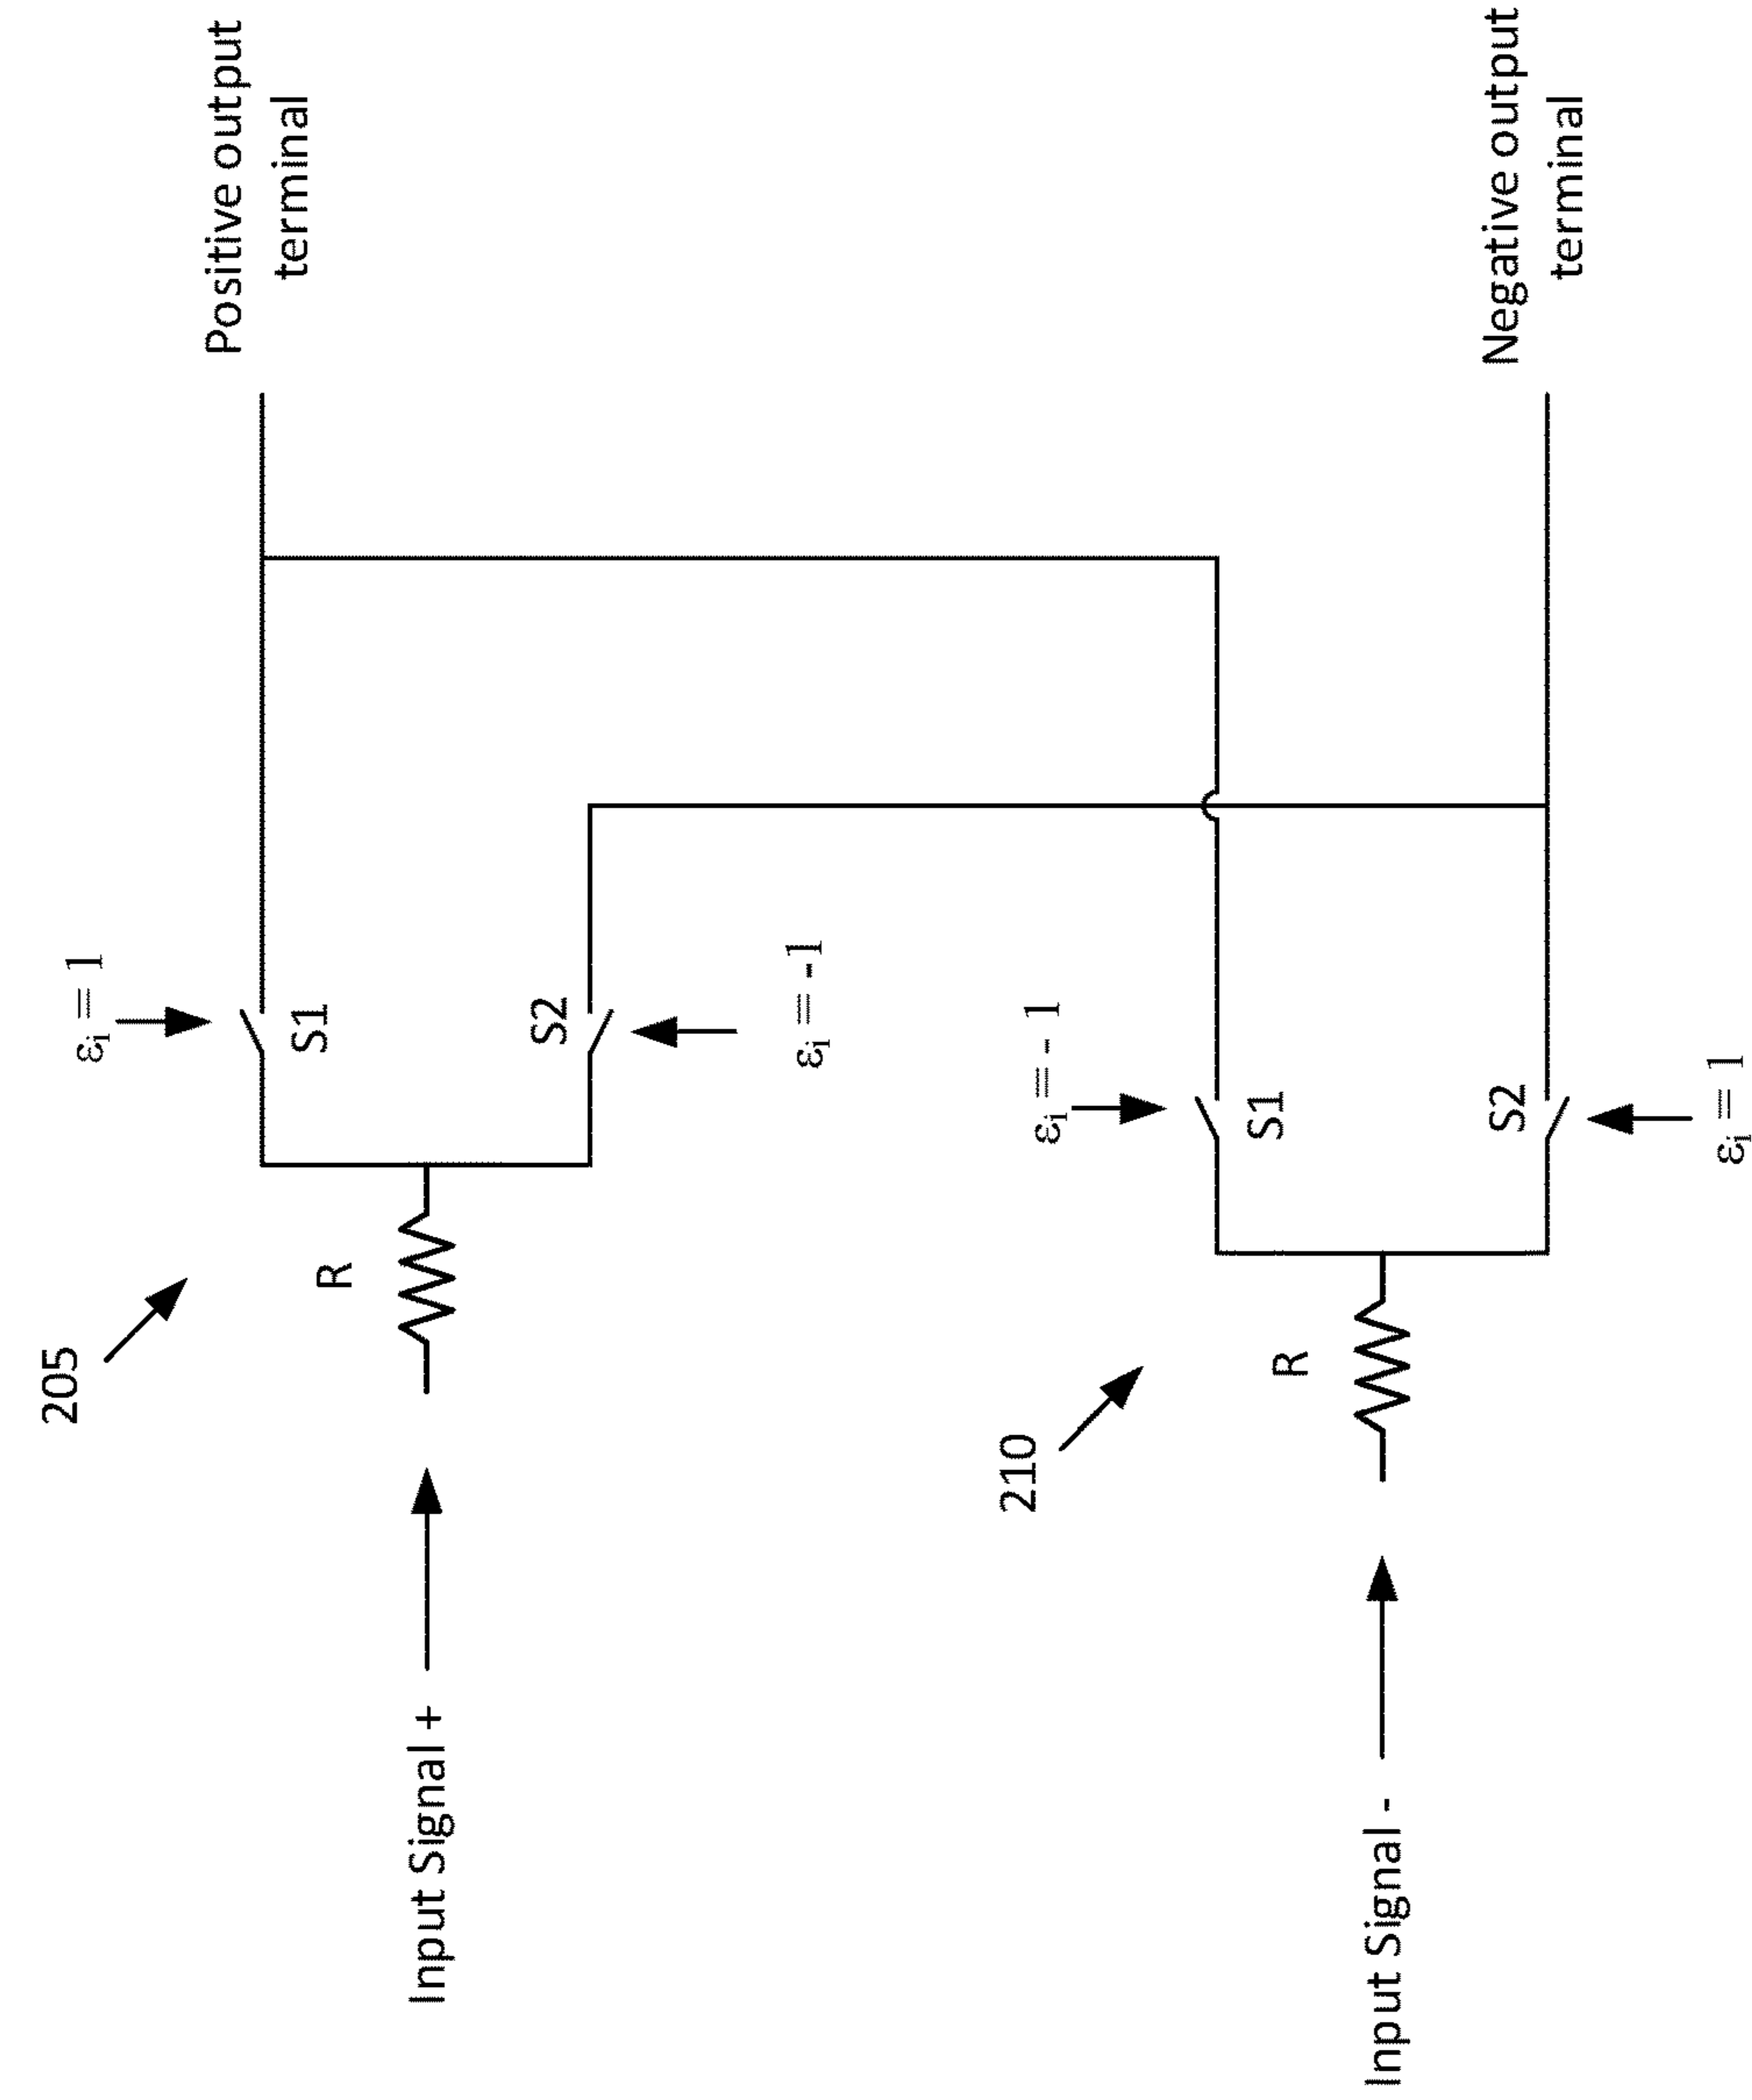 205
εi = 1
Positive output
terminal
R
S1
Input Signal +
S2
εi = -1
210
εi = - 1
R
S1
Input Signal -
S2
Negative output
terminal
εi = 1